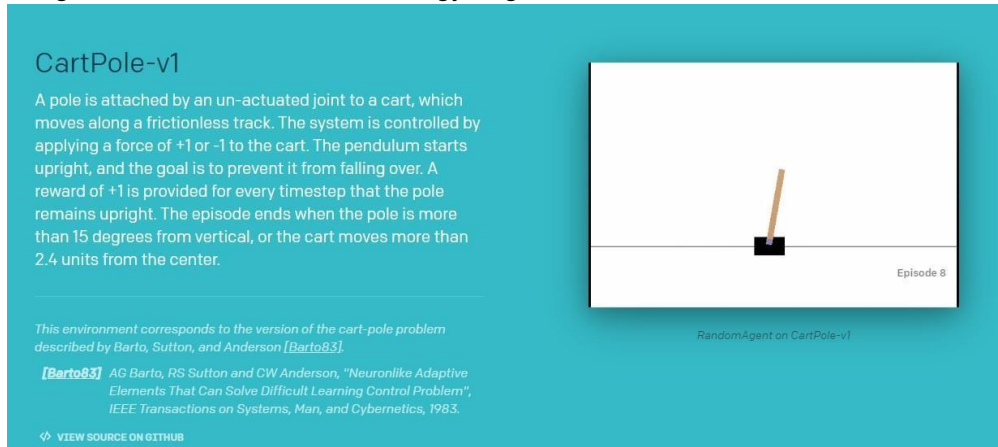 CartPole-v1
A pole is attached by an un-actuated joint to a cart, which
moves along a frictionless track. The system is controlled by
applying a force of +1 or -1 to the cart. The pendulum starts
upright, and the goal is to prevent it from falling over. A
reward of +1 is provided for every timestep that the pole
remains upright. The episode ends when the pole is more
than 15 degrees from vertical, or the cart moves more than
2.4 units from the center.
This environment corresponds to the version of the cart-pole problem
described by Barto, Sutton, and Anderson [Barto83].
[Barto83] AG Barto, RS Sutton and CW Anderson, "Neuronlike Adaptive
Elements That Can Solve Difficult Learning Control Problem",
IEEE Transactions on Systems, Man, and Cybernetics, 1983.
VIEW SOURCE ON GITHUB
Episode 8
RandomAgent on CartPole-v1